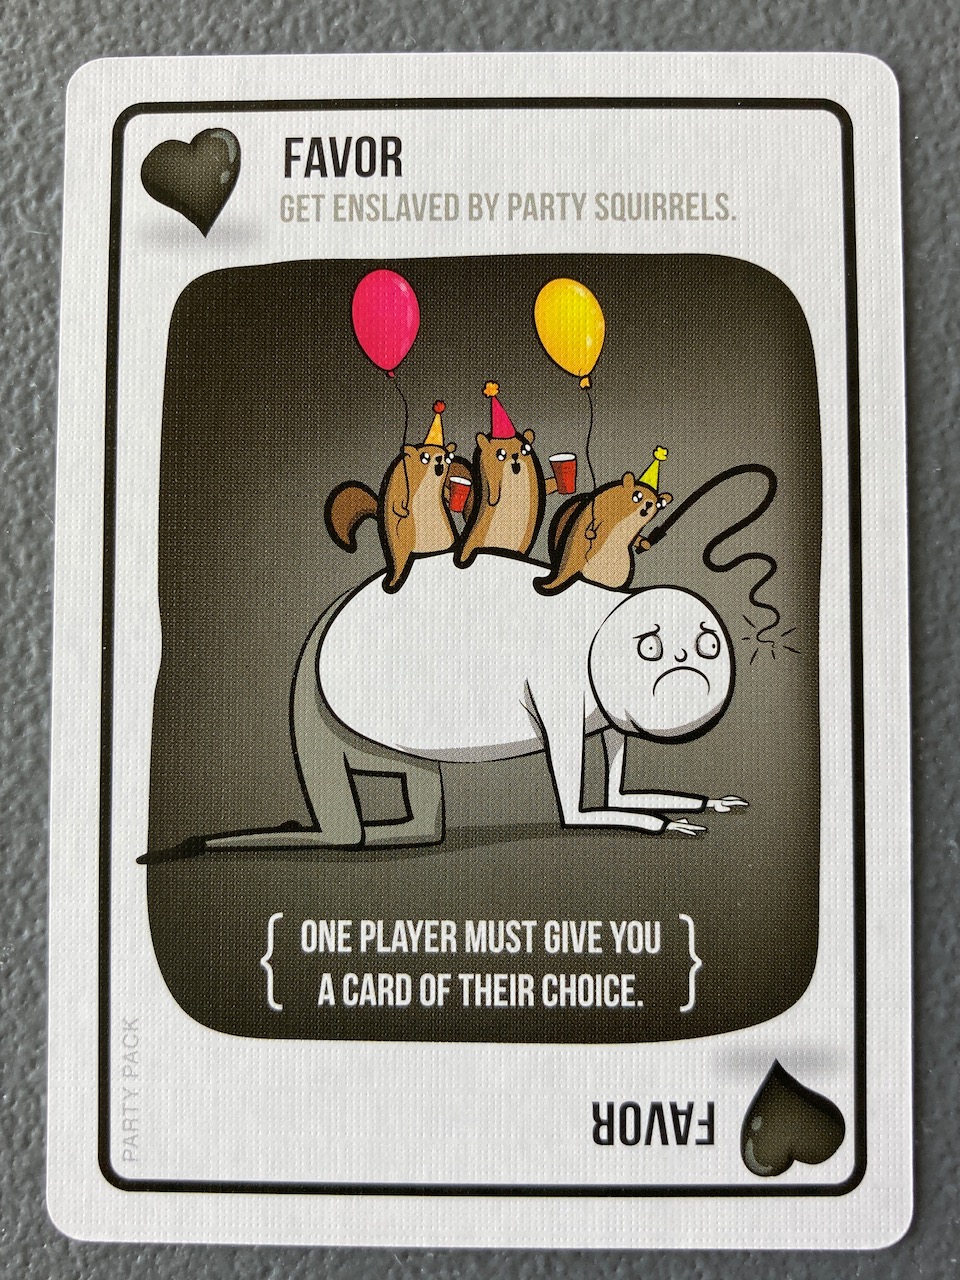 FAVOR
GET ENSLAVED BY PARTY SQUIRRELS.
{ ONE PLAYER MUST GIVE YOU
A CARD OF THEIR CHOICE. }
PARTY PACK
FAVOR